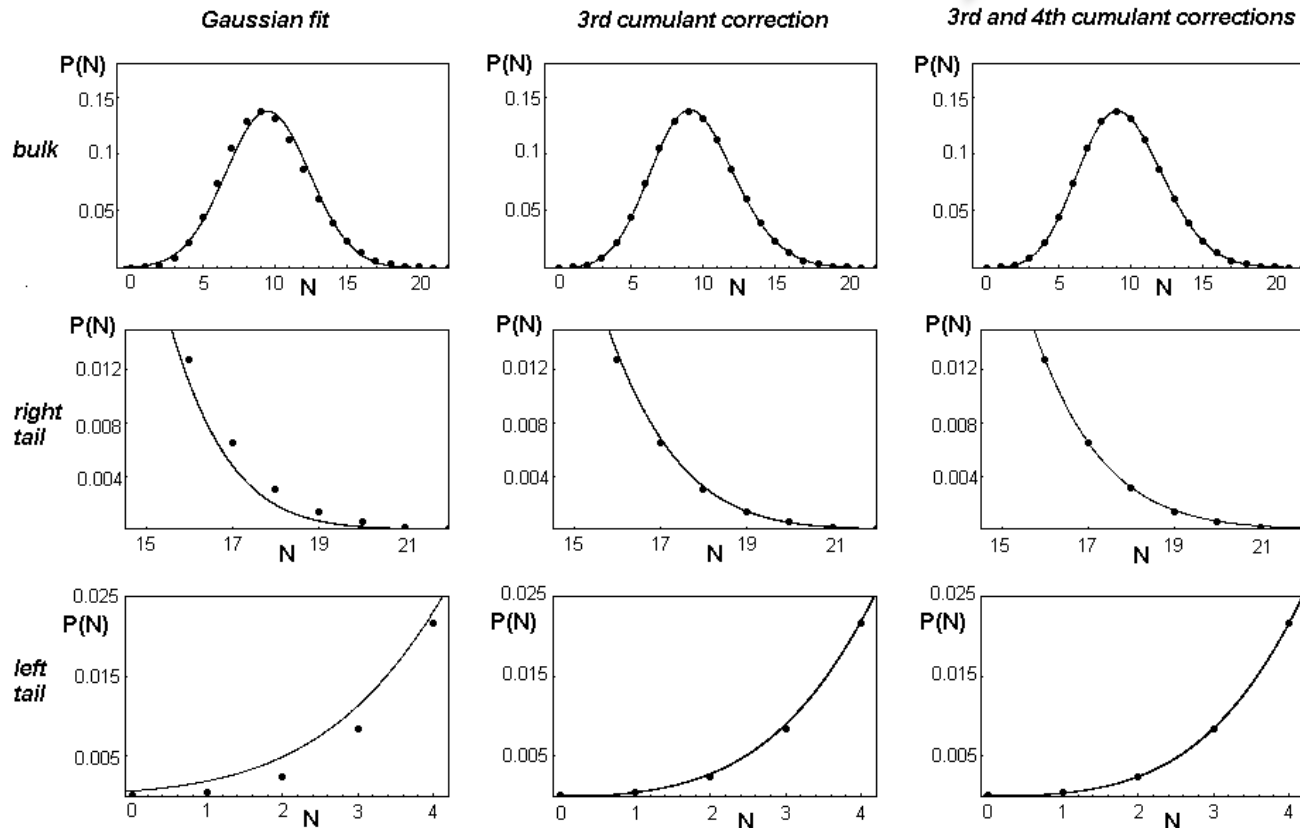 Gaussian fit 3rd cumulant correction 3rd and 4th cumulant corrections
P(N) P(N) P(N)
0.15 0.15 0.15
bulk
0.1 0.1 0.1
0.05 0.05 0.05
0 5 10 15 20 0 5 10 15 20 0 5 10 15 20
N N N
P(N) P(N) P(N)
0.012 0.012 0.012
right
tail
0.008 0.008 0.008
0.004 0.004 0.004
15 17 19 21 15 17 19 21 15 17 19 21
N N N
0.025 0.025 0.025
P(N) P(N) P(N)
left
tail
0.015 0.015 0.015
0.005 0.005 0.005
0 1 2 3 4 0 1 2 3 4 0 1 2 3 4
N N N